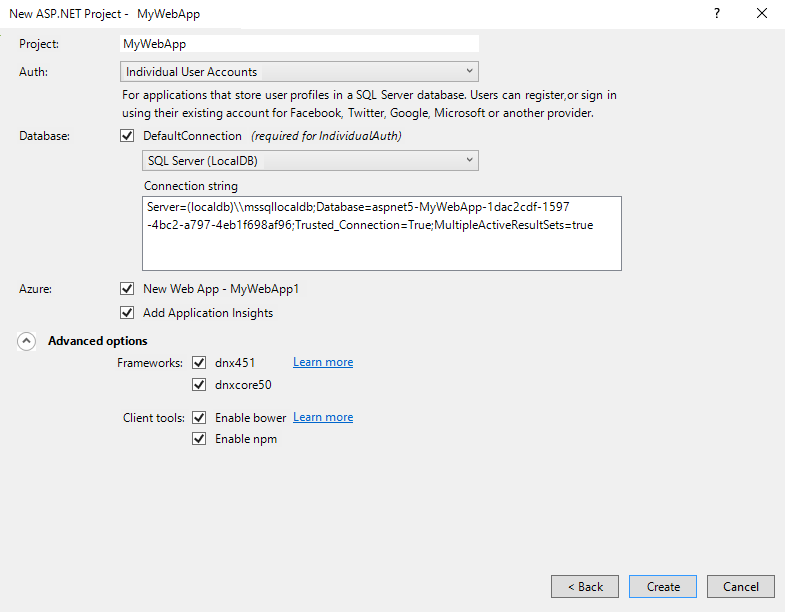 New ASP.NET Project -   MyWebApp
?
Project: MyWebApp
Auth: Individual User Accounts
For applications that store user profiles in a SQL Server database. Users can register,or sign in
using their existing account for Facebook, Twitter, Google, Microsoft or another provider.
Database: DefaultConnection (required for IndividualAuth)
SQL Server (LocalDB)
Connection string
Server=(localdb)\\mssqllocaldb;Database=aspnet5-MyWebApp-1dac2cdf-1597
-4bc2-a797-4eb1f698af96;Trusted_Connection=True;MultipleActiveResultSets=true
Azure: New Web App - MyWebApp1
Add Application Insights
Advanced options
Frameworks: dnx451 Learn more
dnxcore50
Client tools: Enable bower Learn more
Enable npm
< Back Create Cancel